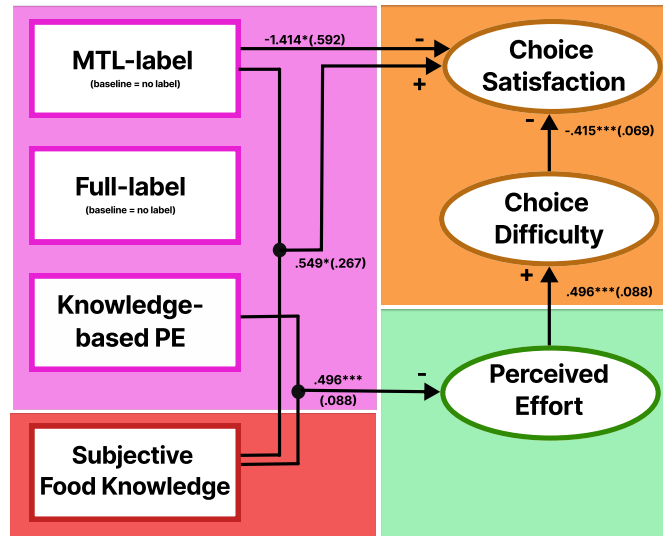 MTL-label
(baseline = no label)
-1.414*(.592)
-
+
Choice
Satisfaction
-
-.415***(.069)
Full-label
(baseline = no label)
Choice
Difficulty
.549*(.267)
+
.496***(.088)
Knowledge-
based PE
.496***
(.088)
-
Perceived
Effort
Subjective
Food Knowledge